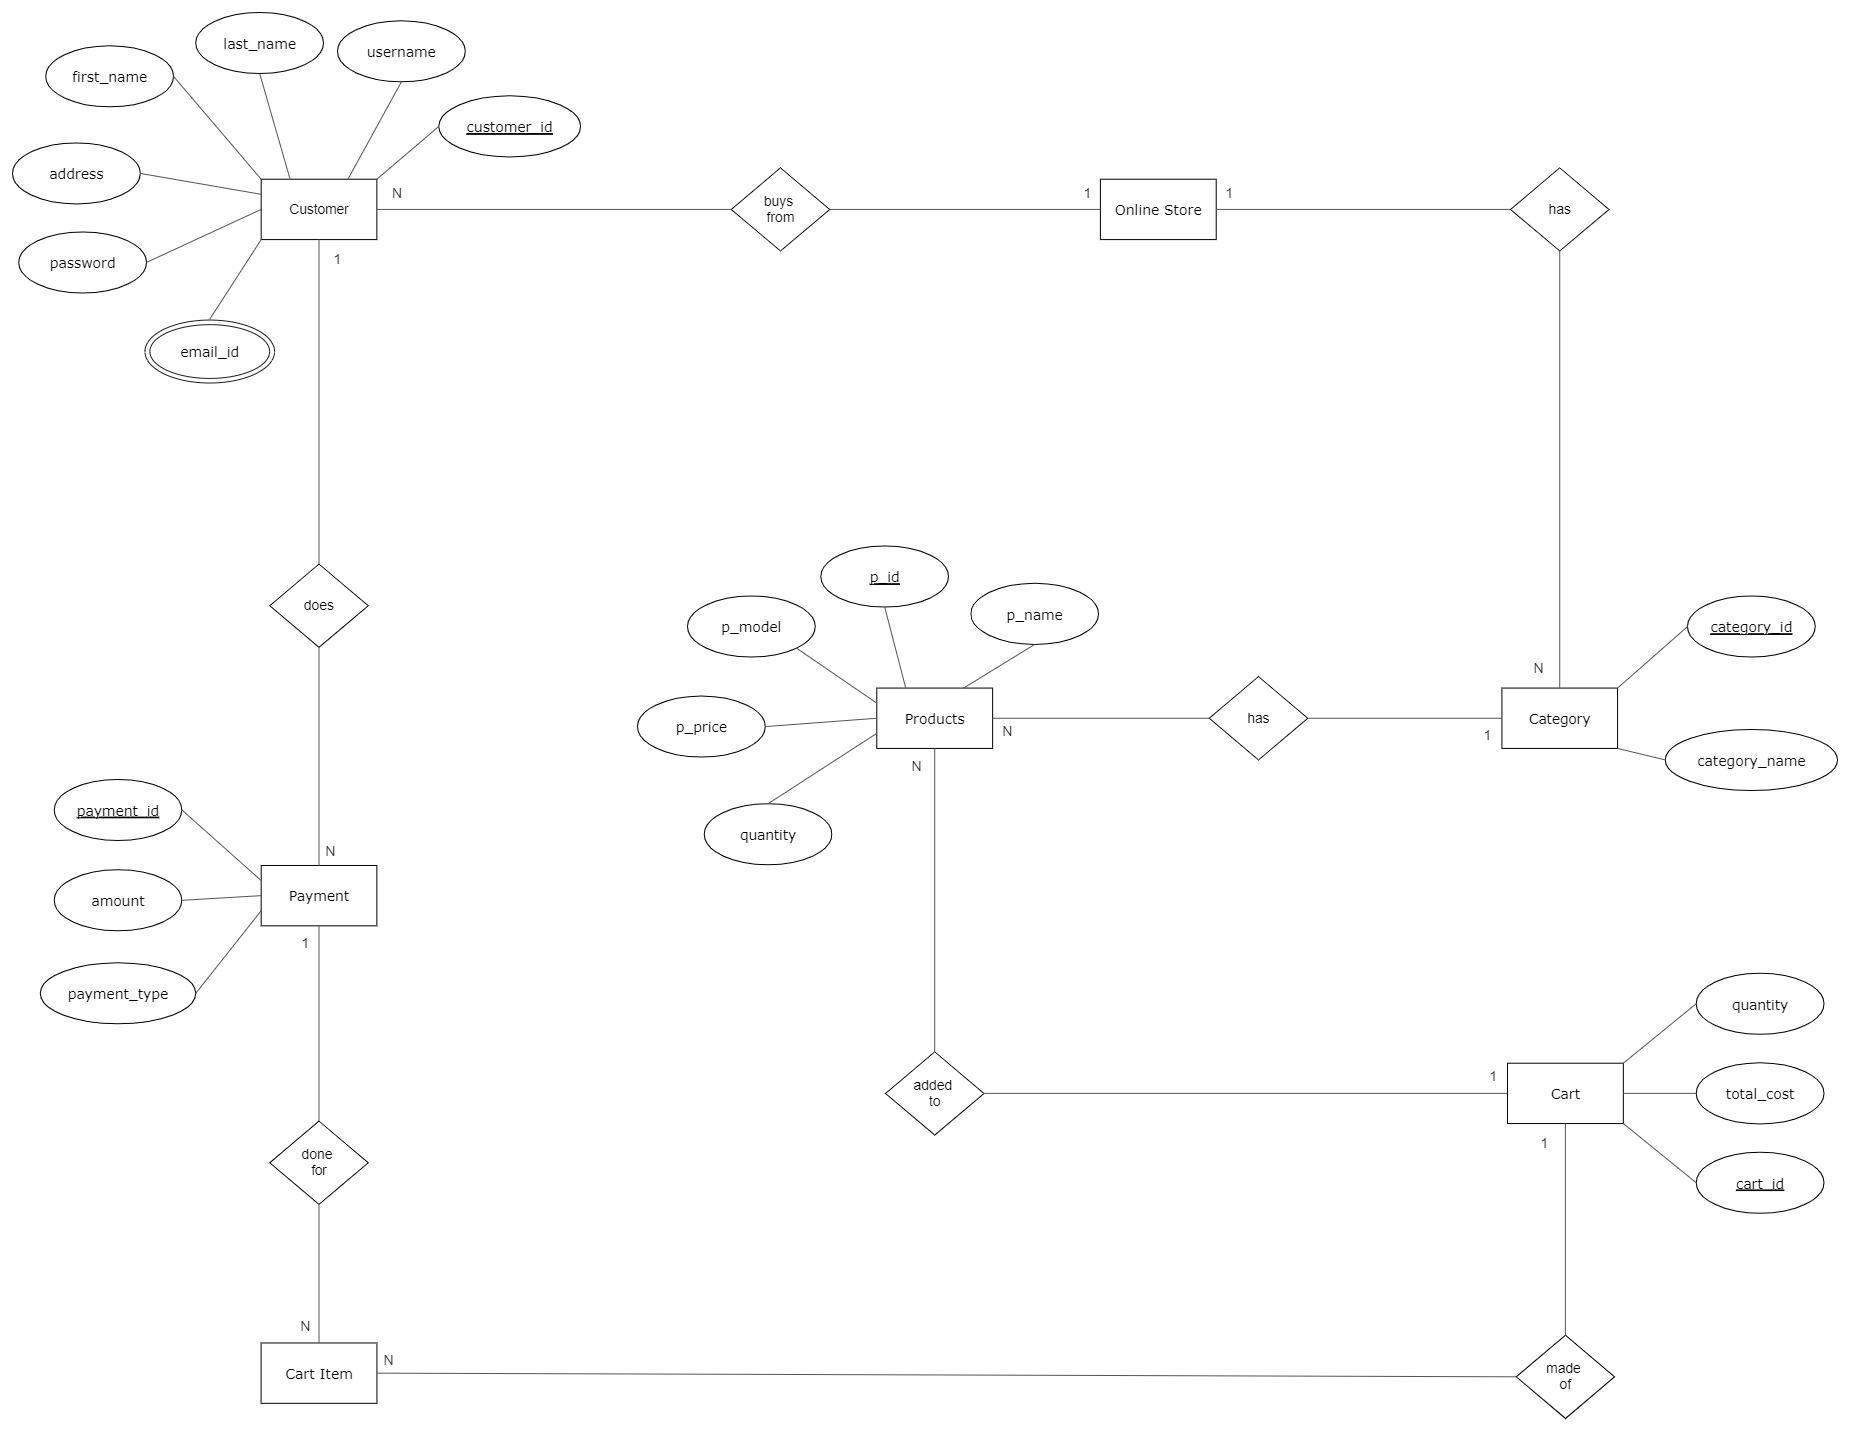 last_name
username
first_name
customer_id
address
N
buys
from
1
Online Store
1
has
Customer
password
1
email_id
does
p_id
p_name
p_model
category_id
N
Products
has
Category
p_price
N
1
category_name
N
quantity
payment_id
N
Payment
amount
1
payment_type
quantity
1
added
to
Cart
total_cost
1
done
for
cart_id
N
Cart Item
N
made
of